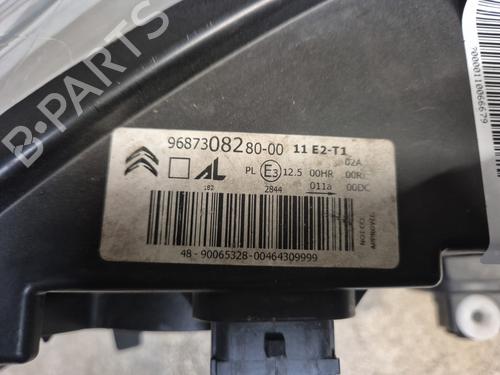 B-PARTS
9687308280-00 11 E2-T1
02A
AL PL E3 12.5 00HR 00RL
182 2844 011a 00DC
48 - 90065328-00464309999